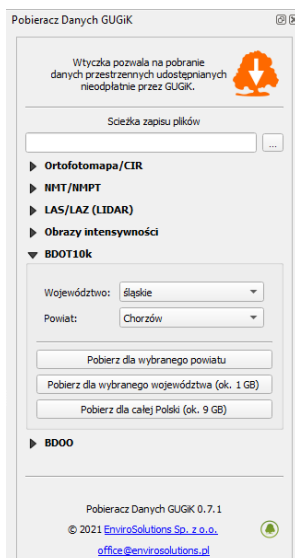 Pobieracz Danych GUGiK
Wtyczka pozwala na pobranie
danych przestrzennych udostępnianych
nieodpłatnie przez GUGiK.
Scieżka zapisu plików
...
Ortofotomapa/CIR
NMT/NMPT
LAS/LAZ (LIDAR)
Obrazy intensywności
BDOT10k
Województwo: śląskie
Powiat: Chorzów
Pobierz dla wybranego powiatu
Pobierz dla wybranego województwa (ok. 1 GB)
Pobierz dla całej Polski (ok. 9 GB)
BDOO
Pobieracz Danych GUGiK 0.7.1
© 2021 EnviroSolutions Sp. z o.o.
office@envirosolutions.pl